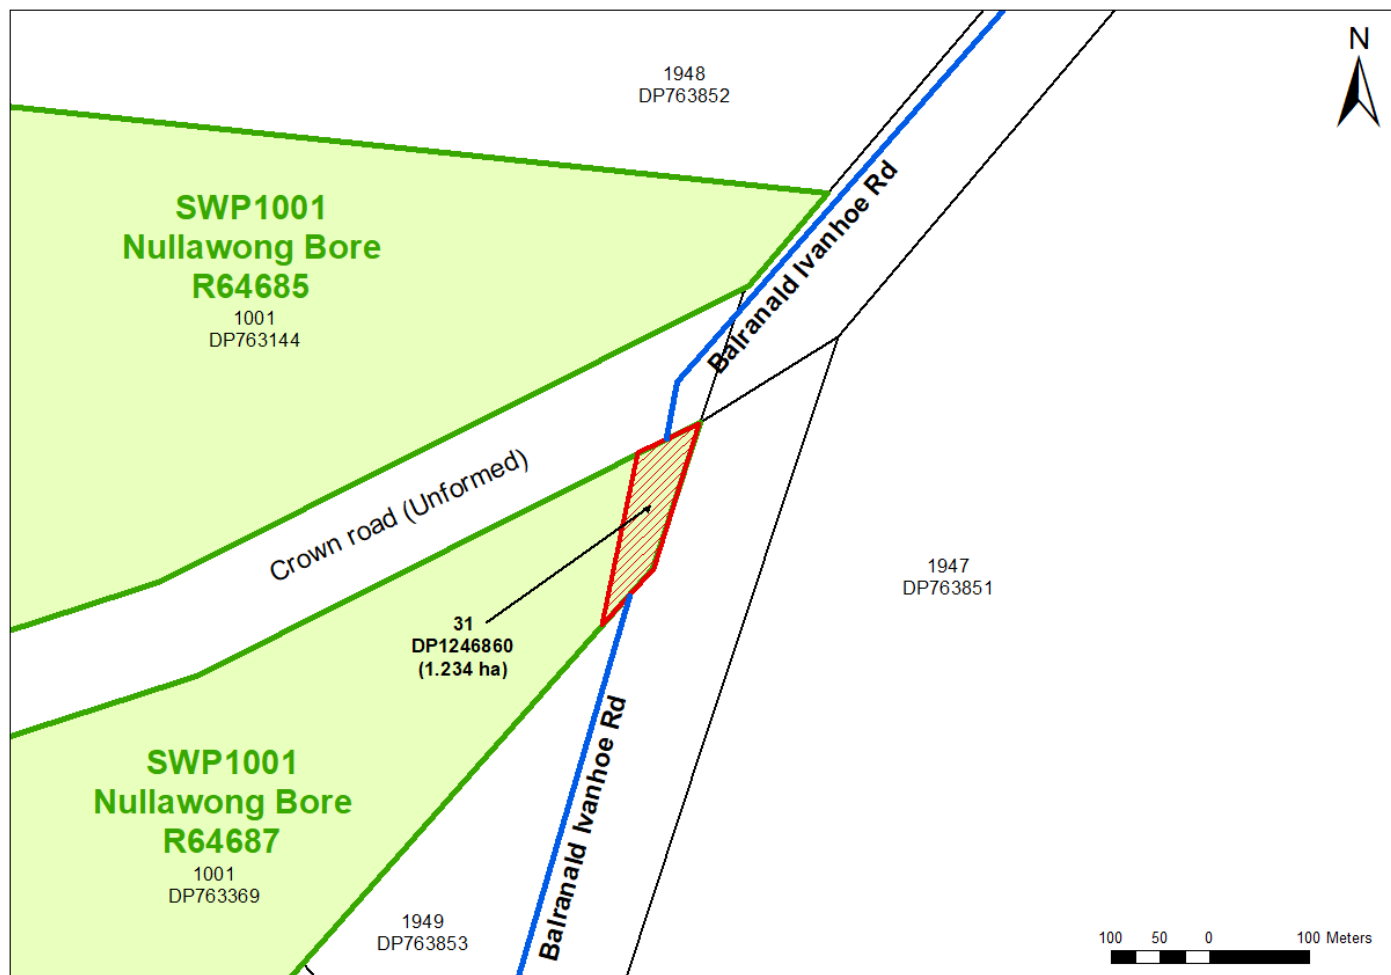 1948
DP763852
N
SWP1001
Nullawong Bore
R64685
1001
DP763144
Balranald Ivanhoe Rd
Crown road (Unformed)
1947
DP763851
31
DP1246860
(1.234 ha)
SWP1001
Nullawong Bore
R64687
1001
DP763369
Balranald Ivanhoe Rd
1949
DP763853
100 50 0 100 Meters